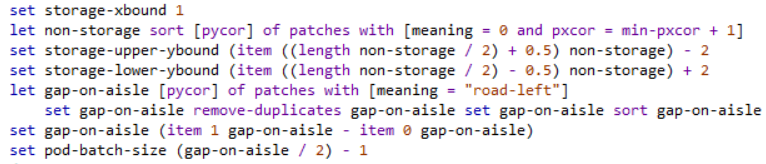 set storage-xbound 1
let non-storage sort [pycor] of patches with [meaning = 0 and pxcor = min-pxcor + 1]
set storage-upper-ybound (item ((length non-storage / 2) + 0.5) non-storage) - 2
set storage-lower-ybound (item ((length non-storage / 2) - 0.5) non-storage) + 2
let gap-on-aisle [pycor] of patches with [meaning = "road-left"]
    set gap-on-aisle remove-duplicates gap-on-aisle set gap-on-aisle sort gap-on-aisle
set gap-on-aisle (item 1 gap-on-aisle - item 0 gap-on-aisle)
set pod-batch-size (gap-on-aisle / 2) - 1